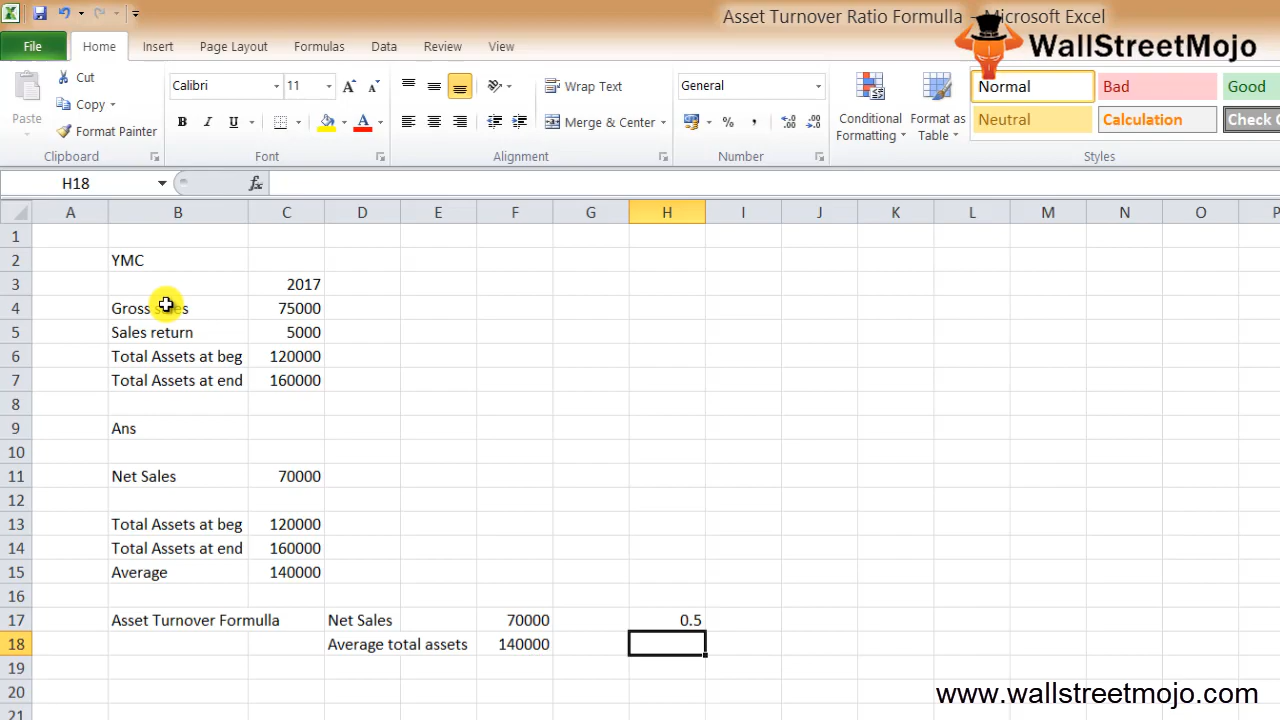 Asset Turnover Ratio Formulla - Microsoft Excel
WallStreetMojo
File Home Insert Page Layout Formulas Data Review View
Paste
Cut
Copy
Format Painter
Clipboard
Calibri 11
B I U A
Font
Wrap Text
Merge & Center
Alignment
General
% ,
Number
Conditional Formatting
Format as Table
Normal Bad Good
Neutral Calculation Check C
Styles
H18 fx
A B C D E F G H I J K L M N O P
1
2 YMC
3 2017
4 Gross sales 75000
5 Sales return 5000
6 Total Assets at beg 120000
7 Total Assets at end 160000
8
9 Ans
10
11 Net Sales 70000
12
13 Total Assets at beg 120000
14 Total Assets at end 160000
15 Average 140000
16
17 Asset Turnover Formulla Net Sales 70000 0.5
18 Average total assets 140000
19
20
21
www.wallstreetmojo.com